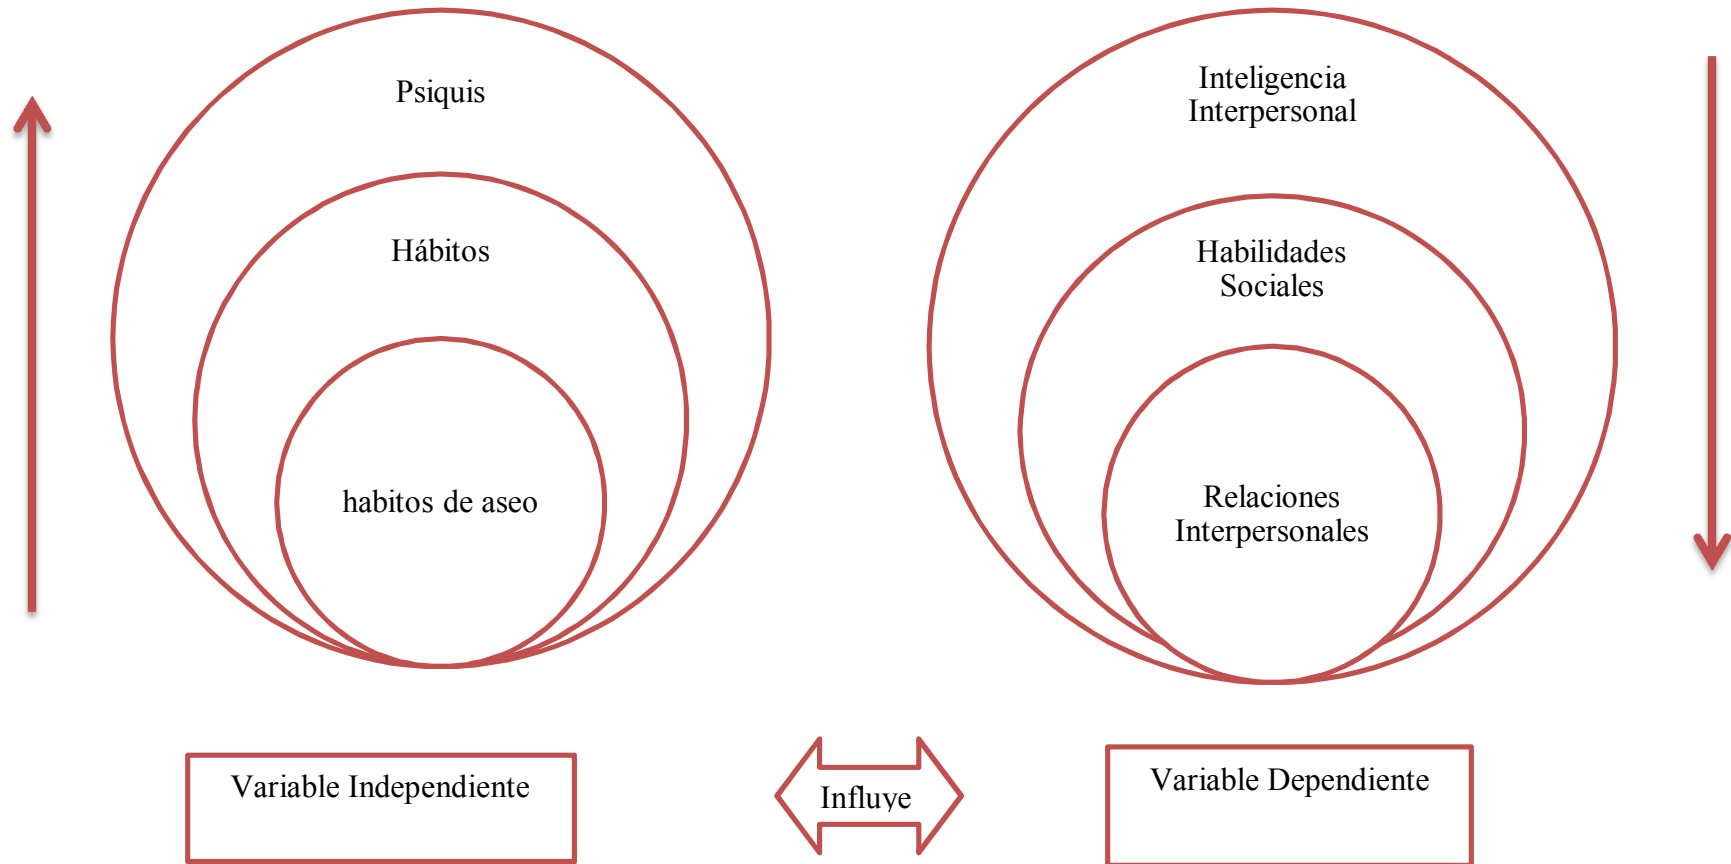 Psiquis
Hábitos
habitos de aseo
Inteligencia
Interpersonal
Habilidades
Sociales
Relaciones
Interpersonales
Variable Independiente
Influye
Variable Dependiente